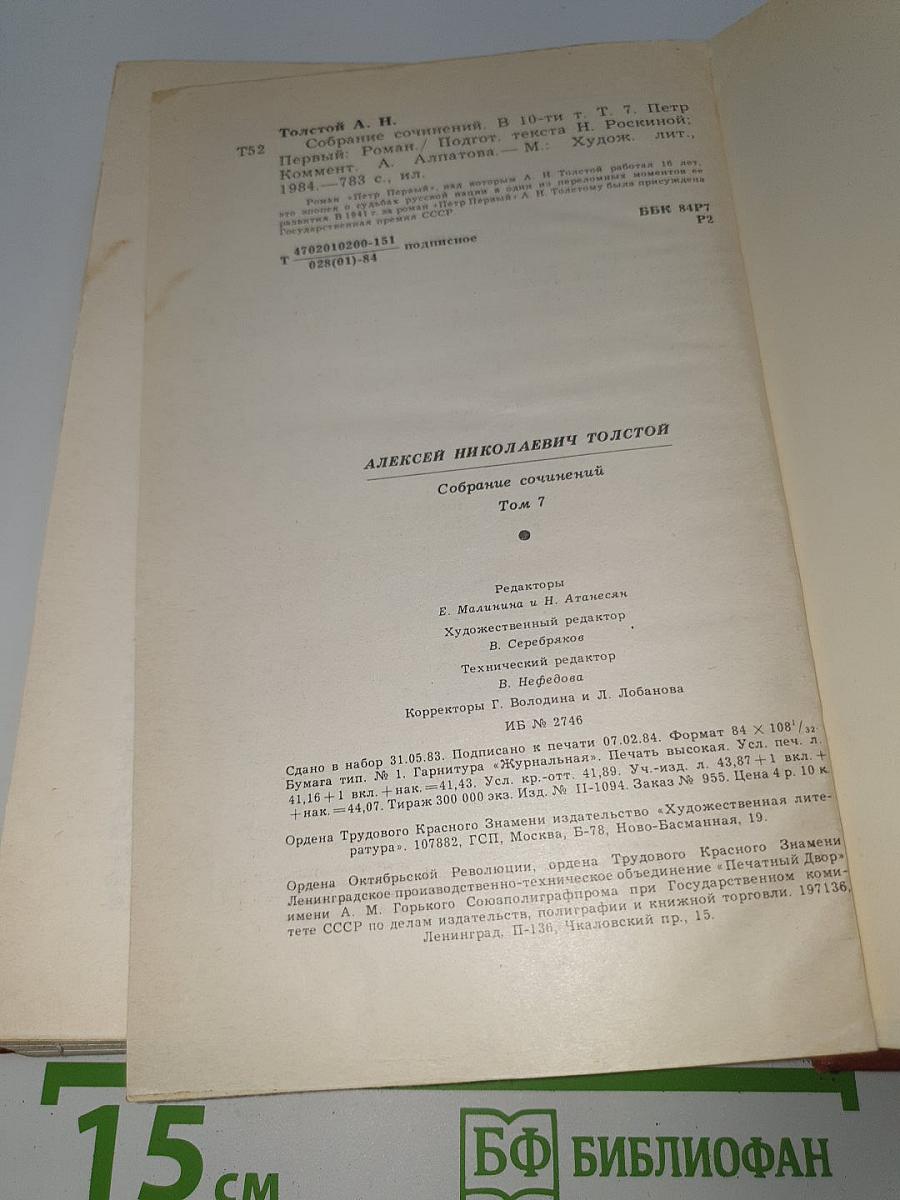 Толстой А. Н.
Т52 Собрание сочинений. В 10-ти т. Т. 7. Петр
Первый: Роман./ Подгот. текста Н. Роскиной;
Коммент. А. Алпатова.— М.: Худож. лит.,
1984.—783 с., ил.
Роман «Петр Первый», над которым А. Н. Толстой работал 16 лет,
это эпопея о судьбах русской нации в один из переломных моментов ее
развития. В 1941 г. за роман «Петр Первый» А. Н. Толстому была присуждена
Государственная премия СССР
Т 4702010200-151 подписное
028(01)-84
ББК 84Р7
Р2
АЛЕКСЕЙ НИКОЛАЕВИЧ ТОЛСТОЙ
Собрание сочинений
Том 7
Редакторы
Е. Малинина и Н. Атанесян
Художественный редактор
В. Серебряков
Технический редактор
В. Нефедова
Корректоры Г. Володина и Л. Лобанова
ИБ № 2746
Сдано в набор 31.05.83. Подписано к печати 07.02.84. Формат 84 × 108¹/₃₂.
Бумага тип. № 1. Гарнитура «Журнальная». Печать высокая. Усл. печ. л.
41,16+1 вкл.+нак.=41,43. Усл. кр.-отт. 41,89. Уч.-изд. л. 43,87+1 вкл.+
+нак.=44,07. Тираж 300 000 экз. Изд. № II-1094. Заказ № 955. Цена 4 р. 10 к.
Ордена Трудового Красного Знамени издательство «Художественная лите-
ратура». 107882, ГСП, Москва, Б-78, Ново-Басманная, 19.
Ордена Октябрьской Революции, ордена Трудового Красного Знамени
Ленинградское производственно-техническое объединение «Печатный Двор»
имени А. М. Горького Союзполиграфпрома при Государственном коми-
тете СССР по делам издательств, полиграфии и книжной торговли. 197136,
Ленинград, П-136, Чкаловский пр., 15.
15 см
БФ БИБЛИОФАН